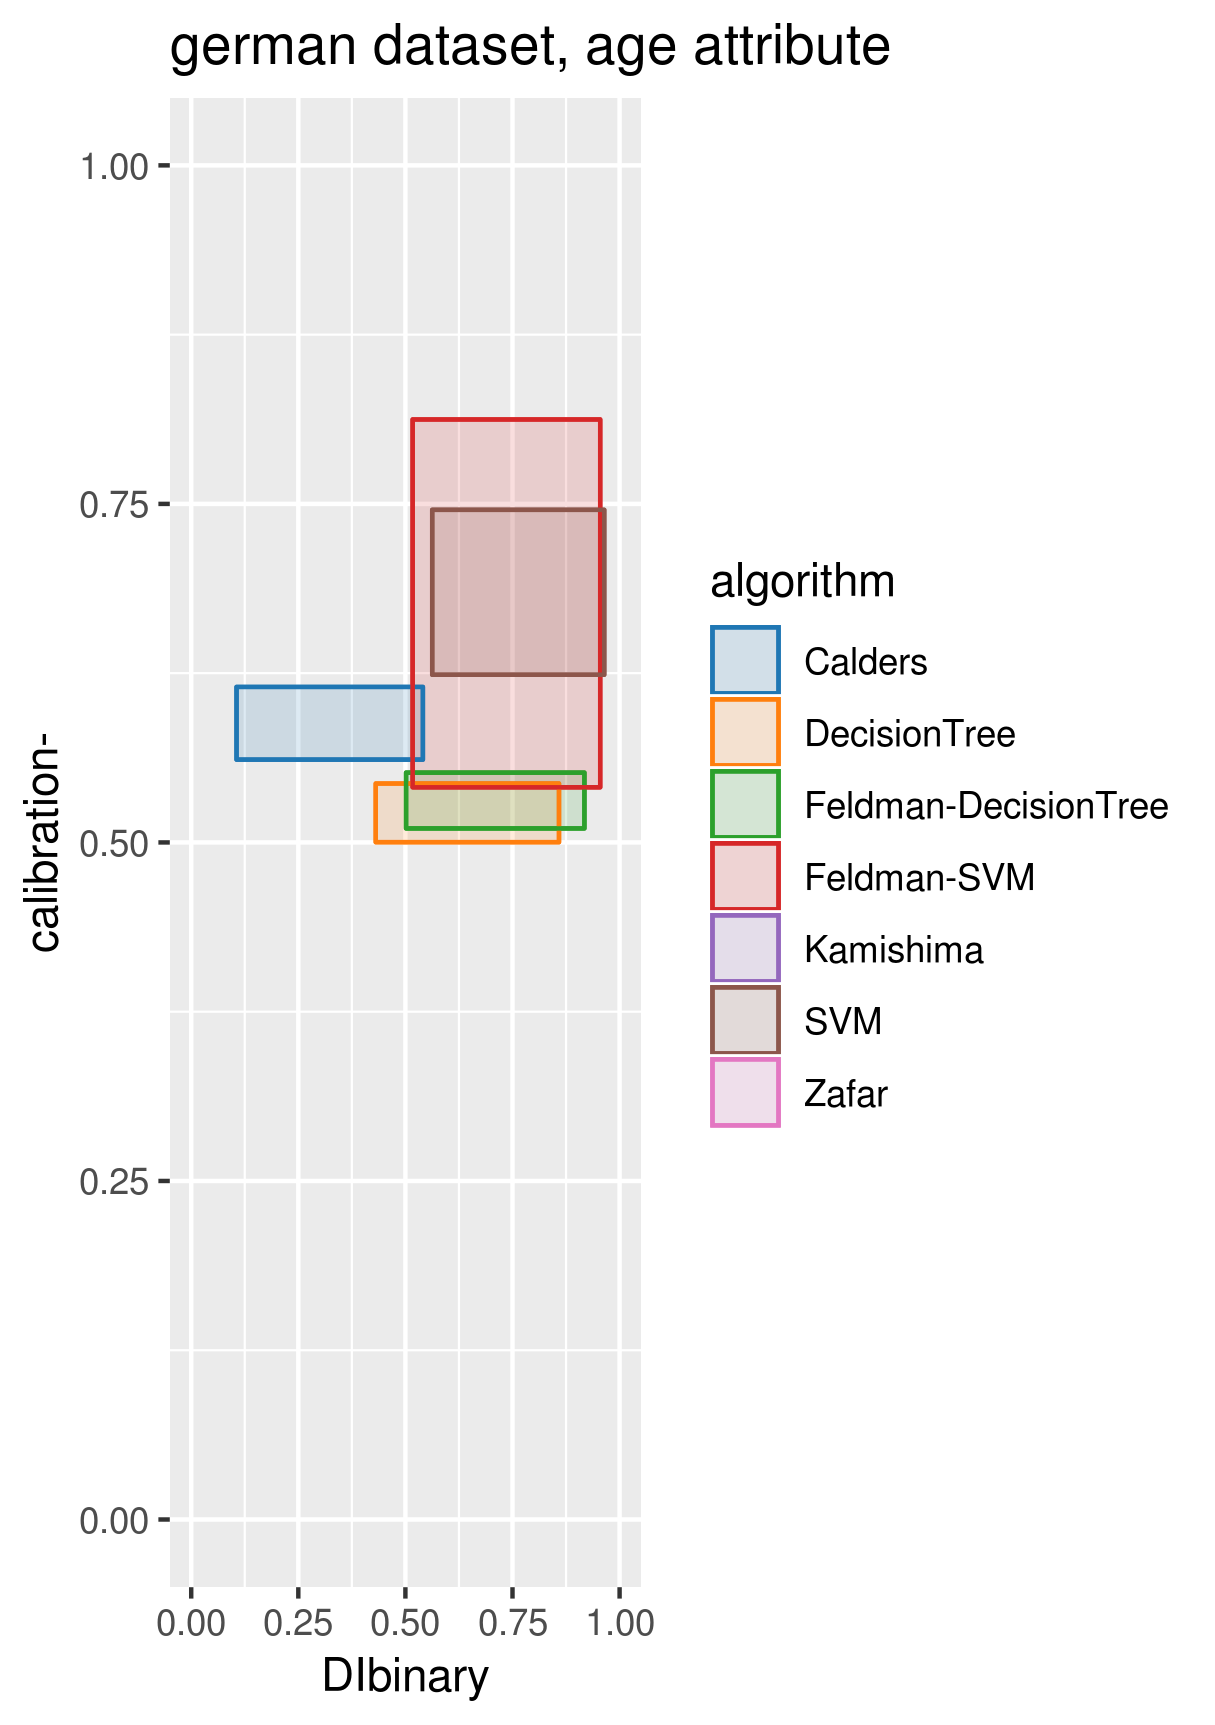 german dataset, age attribute
1.00
0.75
0.50
0.25
0.00
calibration-
0.00 0.25 0.50 0.75 1.00
DIbinary
algorithm
Calders
DecisionTree
Feldman-DecisionTree
Feldman-SVM
Kamishima
SVM
Zafar